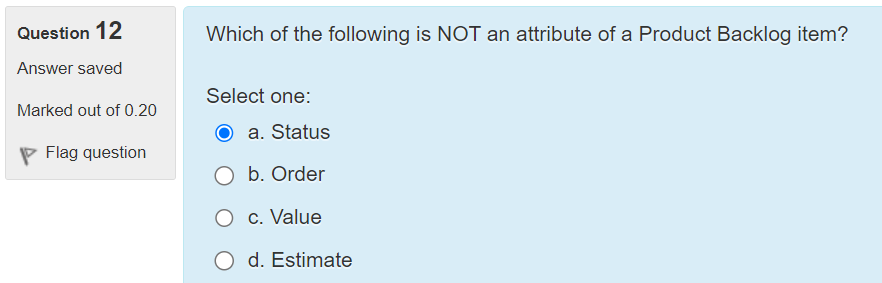 Question 12
Answer saved
Marked out of 0.20
Flag question
Which of the following is NOT an attribute of a Product Backlog item?
Select one:
a. Status
b. Order
c. Value
d. Estimate